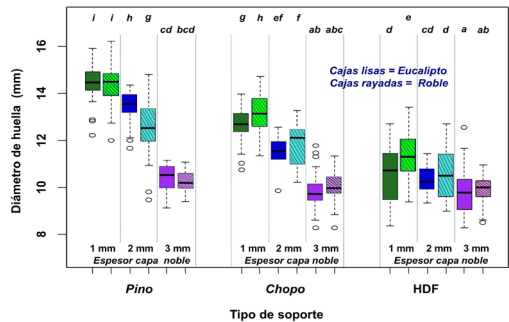 i i h g
cd bcd
g h ef f
ab abc
e
d cd d a ab
Cajas lisas = Eucalipto
Cajas rayadas = Roble
Diámetro de huella (mm)
16
14
12
10
8
1 mm 2 mm 3 mm
Espesor capa noble
1 mm 2 mm 3 mm
Espesor capa noble
1 mm 2 mm 3 mm
Espesor capa noble
Pino Chopo HDF
Tipo de soporte